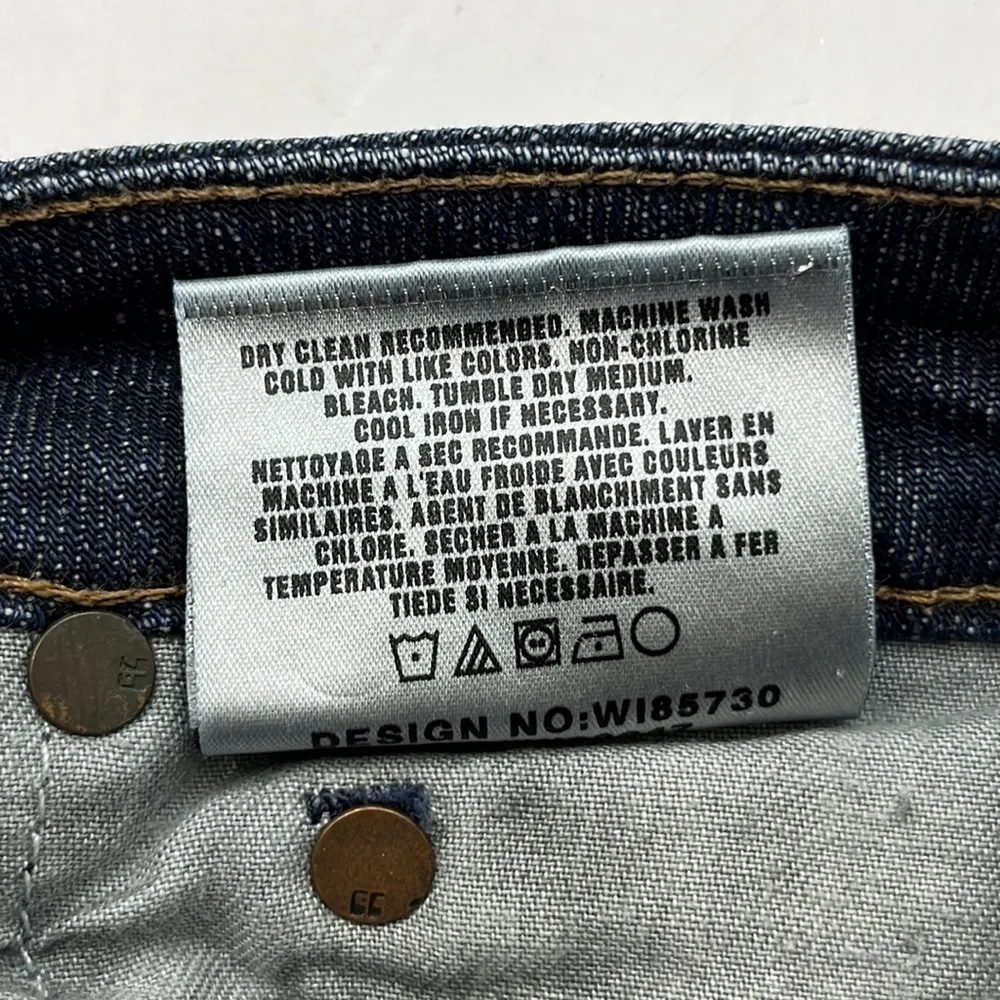 DRY CLEAN RECOMMENDED. MACHINE WASH
COLD WITH LIKE COLORS. NON-CHLORINE
BLEACH. TUMBLE DRY MEDIUM.
COOL IRON IF NECESSARY.
NETTOYAGE A SEC RECOMMANDE. LAVER EN
MACHINE A L'EAU FROIDE AVEC COULEURS
SIMILAIRES. AGENT DE BLANCHIMENT SANS
CHLORE. SECHER A LA MACHINE A
TEMPERATURE MOYENNE. REPASSER A FER
TIEDE SI NECESSAIRE.
DESIGN NO:WI85730